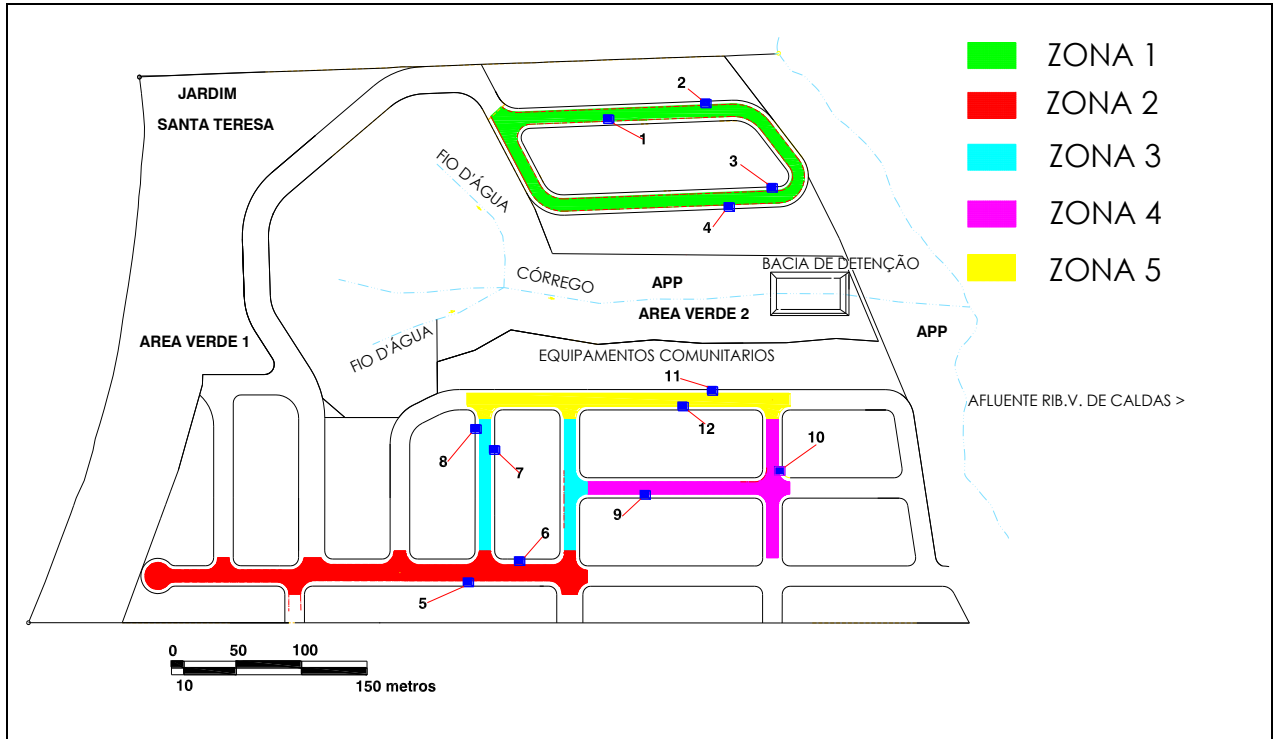 JARDIM
SANTA TERESA
ZONA 1
ZONA 2
ZONA 3
ZONA 4
ZONA 5
2
1
3
4
FIO D'ÁGUA
CÓRREGO
APP
BACIA DE DETENÇÃO
AREA VERDE 2
APP
AREA VERDE 1
FIO D'ÁGUA
EQUIPAMENTOS COMUNITARIOS
11
AFLUENTE RIB.V. DE CALDAS >
12
8
7
10
9
6
5
0 50 100
10 150 metros